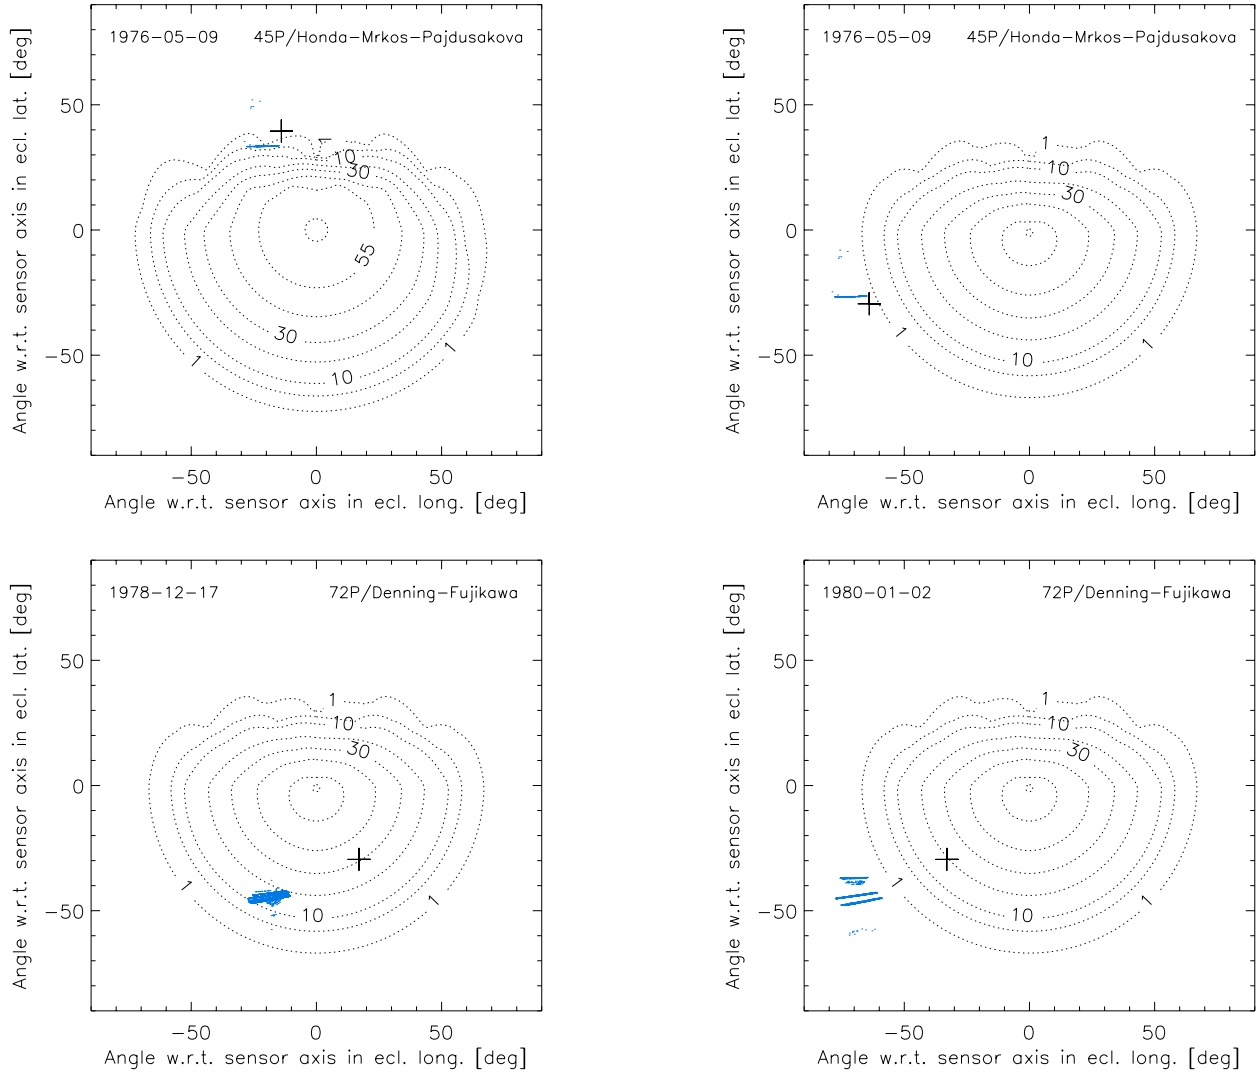 1976-05-09 45P/Honda-Mrkos-Pajdusakova
Angle w.r.t. sensor axis in ecl. lat. [deg]
50
0
-50
1
10
30
55
30
10
1
1
-50 0 50
Angle w.r.t. sensor axis in ecl. long. [deg]
1976-05-09 45P/Honda-Mrkos-Pajdusakova
Angle w.r.t. sensor axis in ecl. lat. [deg]
50
0
-50
1
10
30
1
1
10
-50 0 50
Angle w.r.t. sensor axis in ecl. long. [deg]
1978-12-17 72P/Denning-Fujikawa
Angle w.r.t. sensor axis in ecl. lat. [deg]
50
0
-50
1
10
30
1
1
10
-50 0 50
Angle w.r.t. sensor axis in ecl. long. [deg]
1980-01-02 72P/Denning-Fujikawa
Angle w.r.t. sensor axis in ecl. lat. [deg]
50
0
-50
1
10
30
1
1
10
-50 0 50
Angle w.r.t. sensor axis in ecl. long. [deg]